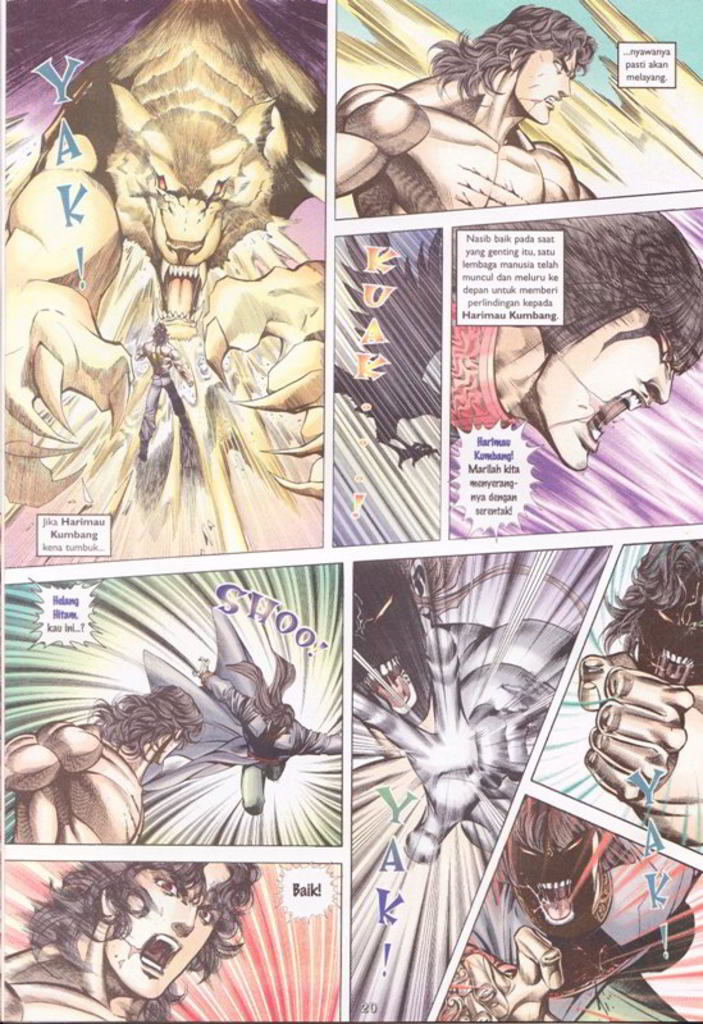 YAK!
Jika Harimau
Kumbang
kena tumbuk...
...nyawanya
pasti akan
melayang.
KUAK...!
Nasib baik pada saat
yang genting itu, satu
lembaga manusia telah
muncul dan meluru ke
depan untuk memberi
perlindingan kepada
Harimau Kumbang.
Harimau
Kumbang!
Marilah kita
menyerang-
nya dengan
serentak!
Helang
Hitam,
kau ini...?
SHOO!
YAK!
YAK!
Baik!
20